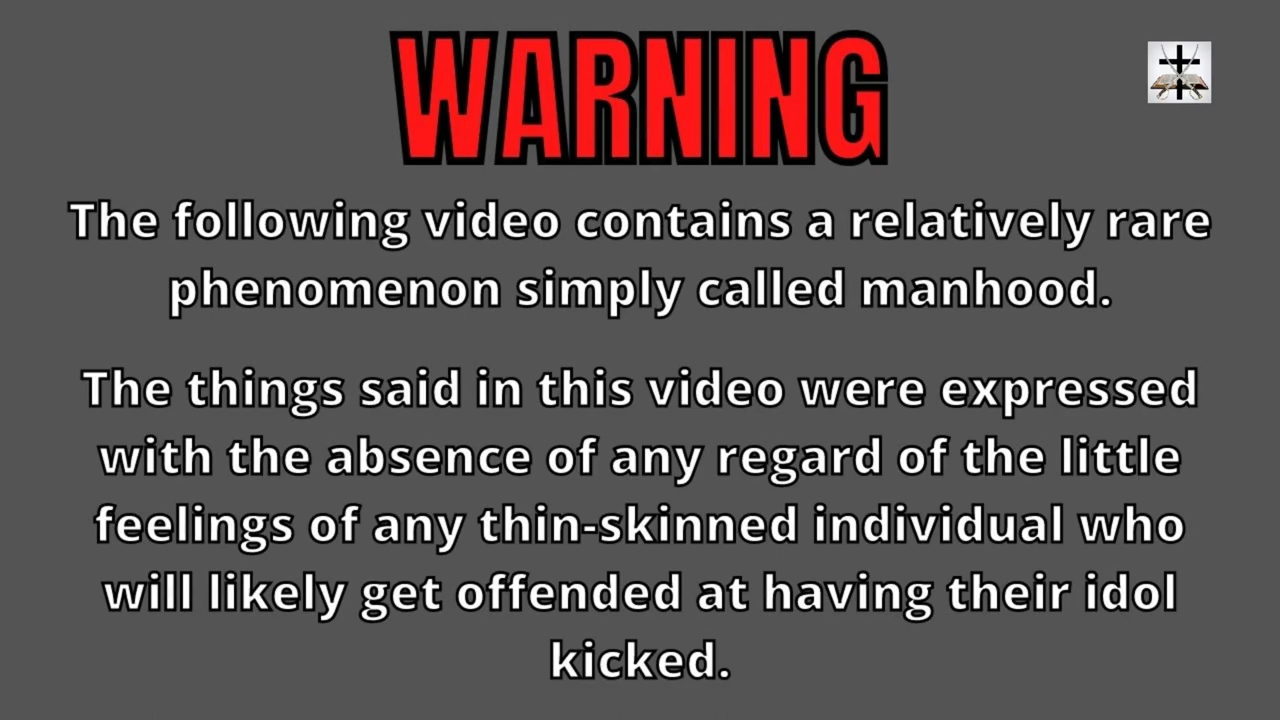 WARNING
The following video contains a relatively rare
phenomenon simply called manhood.
The things said in this video were expressed
with the absence of any regard of the little
feelings of any thin-skinned individual who
will likely get offended at having their idol
kicked.